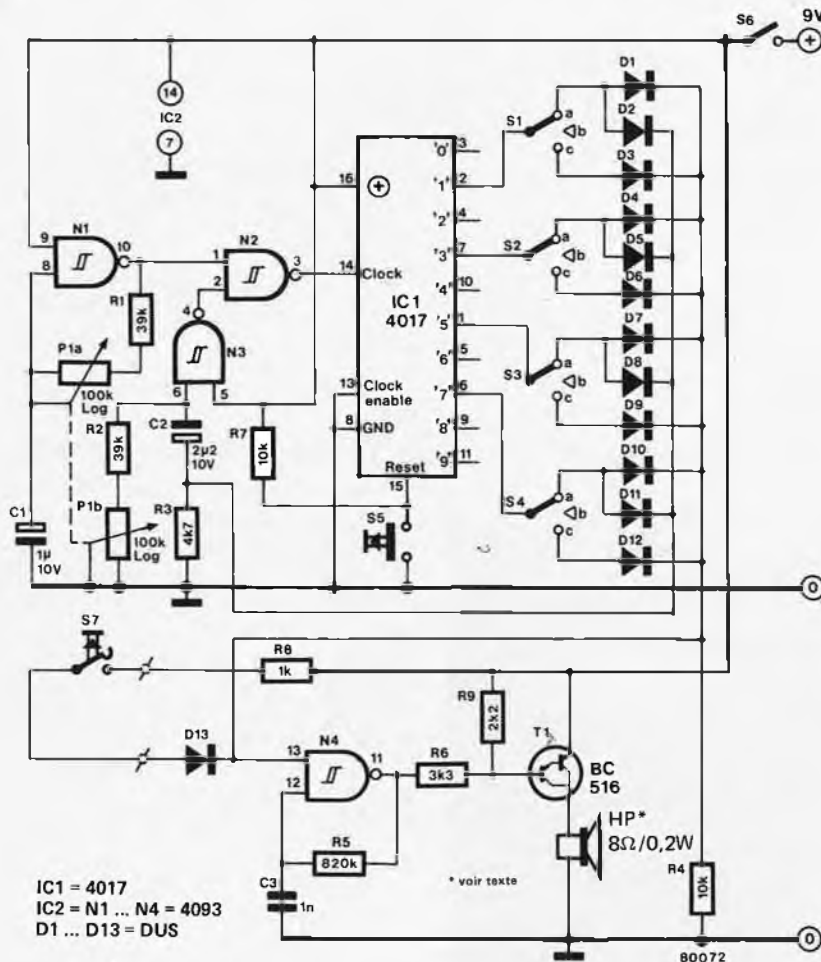 S6
9V
+
14
IC2
7
D1
D2
D3
D4
D5
D6
D7
D8
D9
D10
D11
D12
S1
a
b
c
S2
a
b
c
S3
a
b
c
S4
a
b
c
16
+
'0' 3
'1' 2
'2' 4
'3' 7
'4' 10
'5' 1
'6' 5
'7' 6
'8' 9
'9' 11
14 Clock
IC 1
4017
13 Clock
enable
8 GND
Reset
15
N1
9
8
10
N2
1
2
3
4
N3
6
5
R1
39k
P1a
100k
Log
R2
39k
C2
2µ2
10V
R7
10k
P1b
100k
Log
R3
4k7
C1
1µ
10V
S5
0
S7
R8
1k
R9
2k2
D13
N4
13
12
11
R6
3k3
T1
BC
516
HP*
8Ω/0,2W
R5
820k
C3
1n
* voir texte
R4
10k
IC1 = 4017
IC2 = N1 ... N4 = 4093
D1 ... D13 = DUS
0
80072